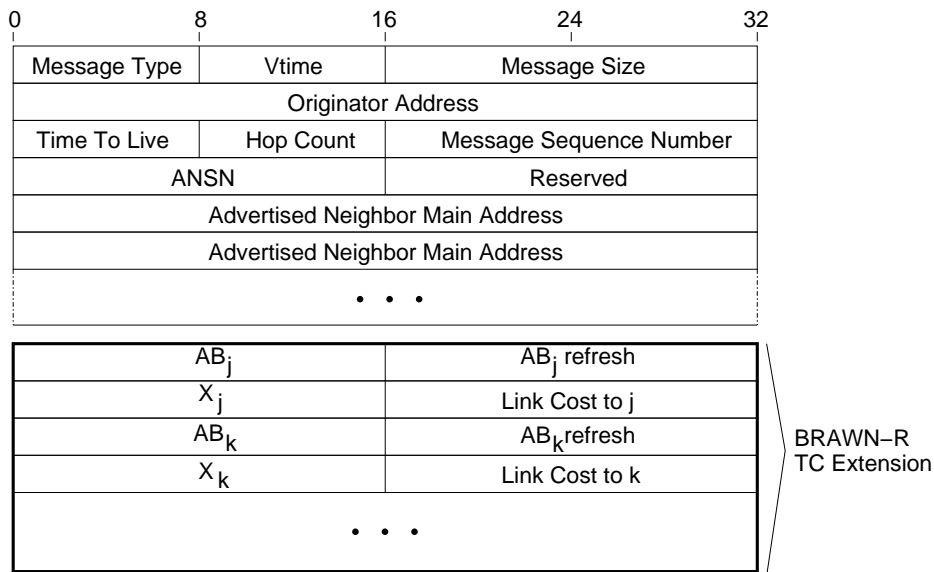 0 8 16 24 32
Message Type Vtime Message Size
Originator Address
Time To Live Hop Count Message Sequence Number
ANSN Reserved
Advertised Neighbor Main Address
Advertised Neighbor Main Address
• • •
ABj ABj refresh
Xj Link Cost to j
ABk ABk refresh
Xk Link Cost to k
• • •
BRAWN–R
TC Extension